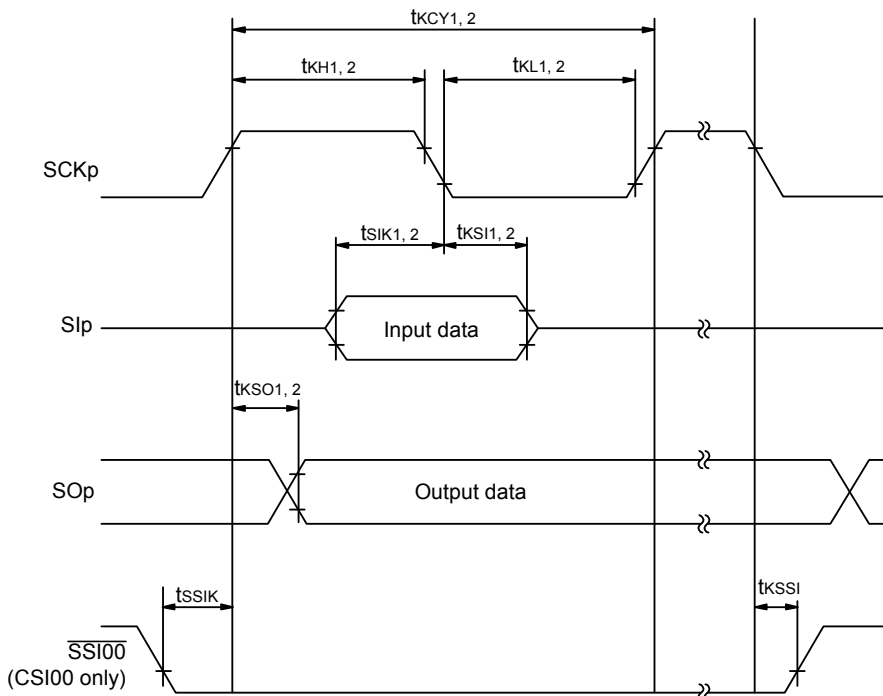 tKCY1, 2
tKH1, 2
tKL1, 2
SCKp
tSIK1, 2
tKSI1, 2
SIp
Input data
tKSO1, 2
SOp
Output data
tSSIK
tKSSI
SSI00
(CSI00 only)